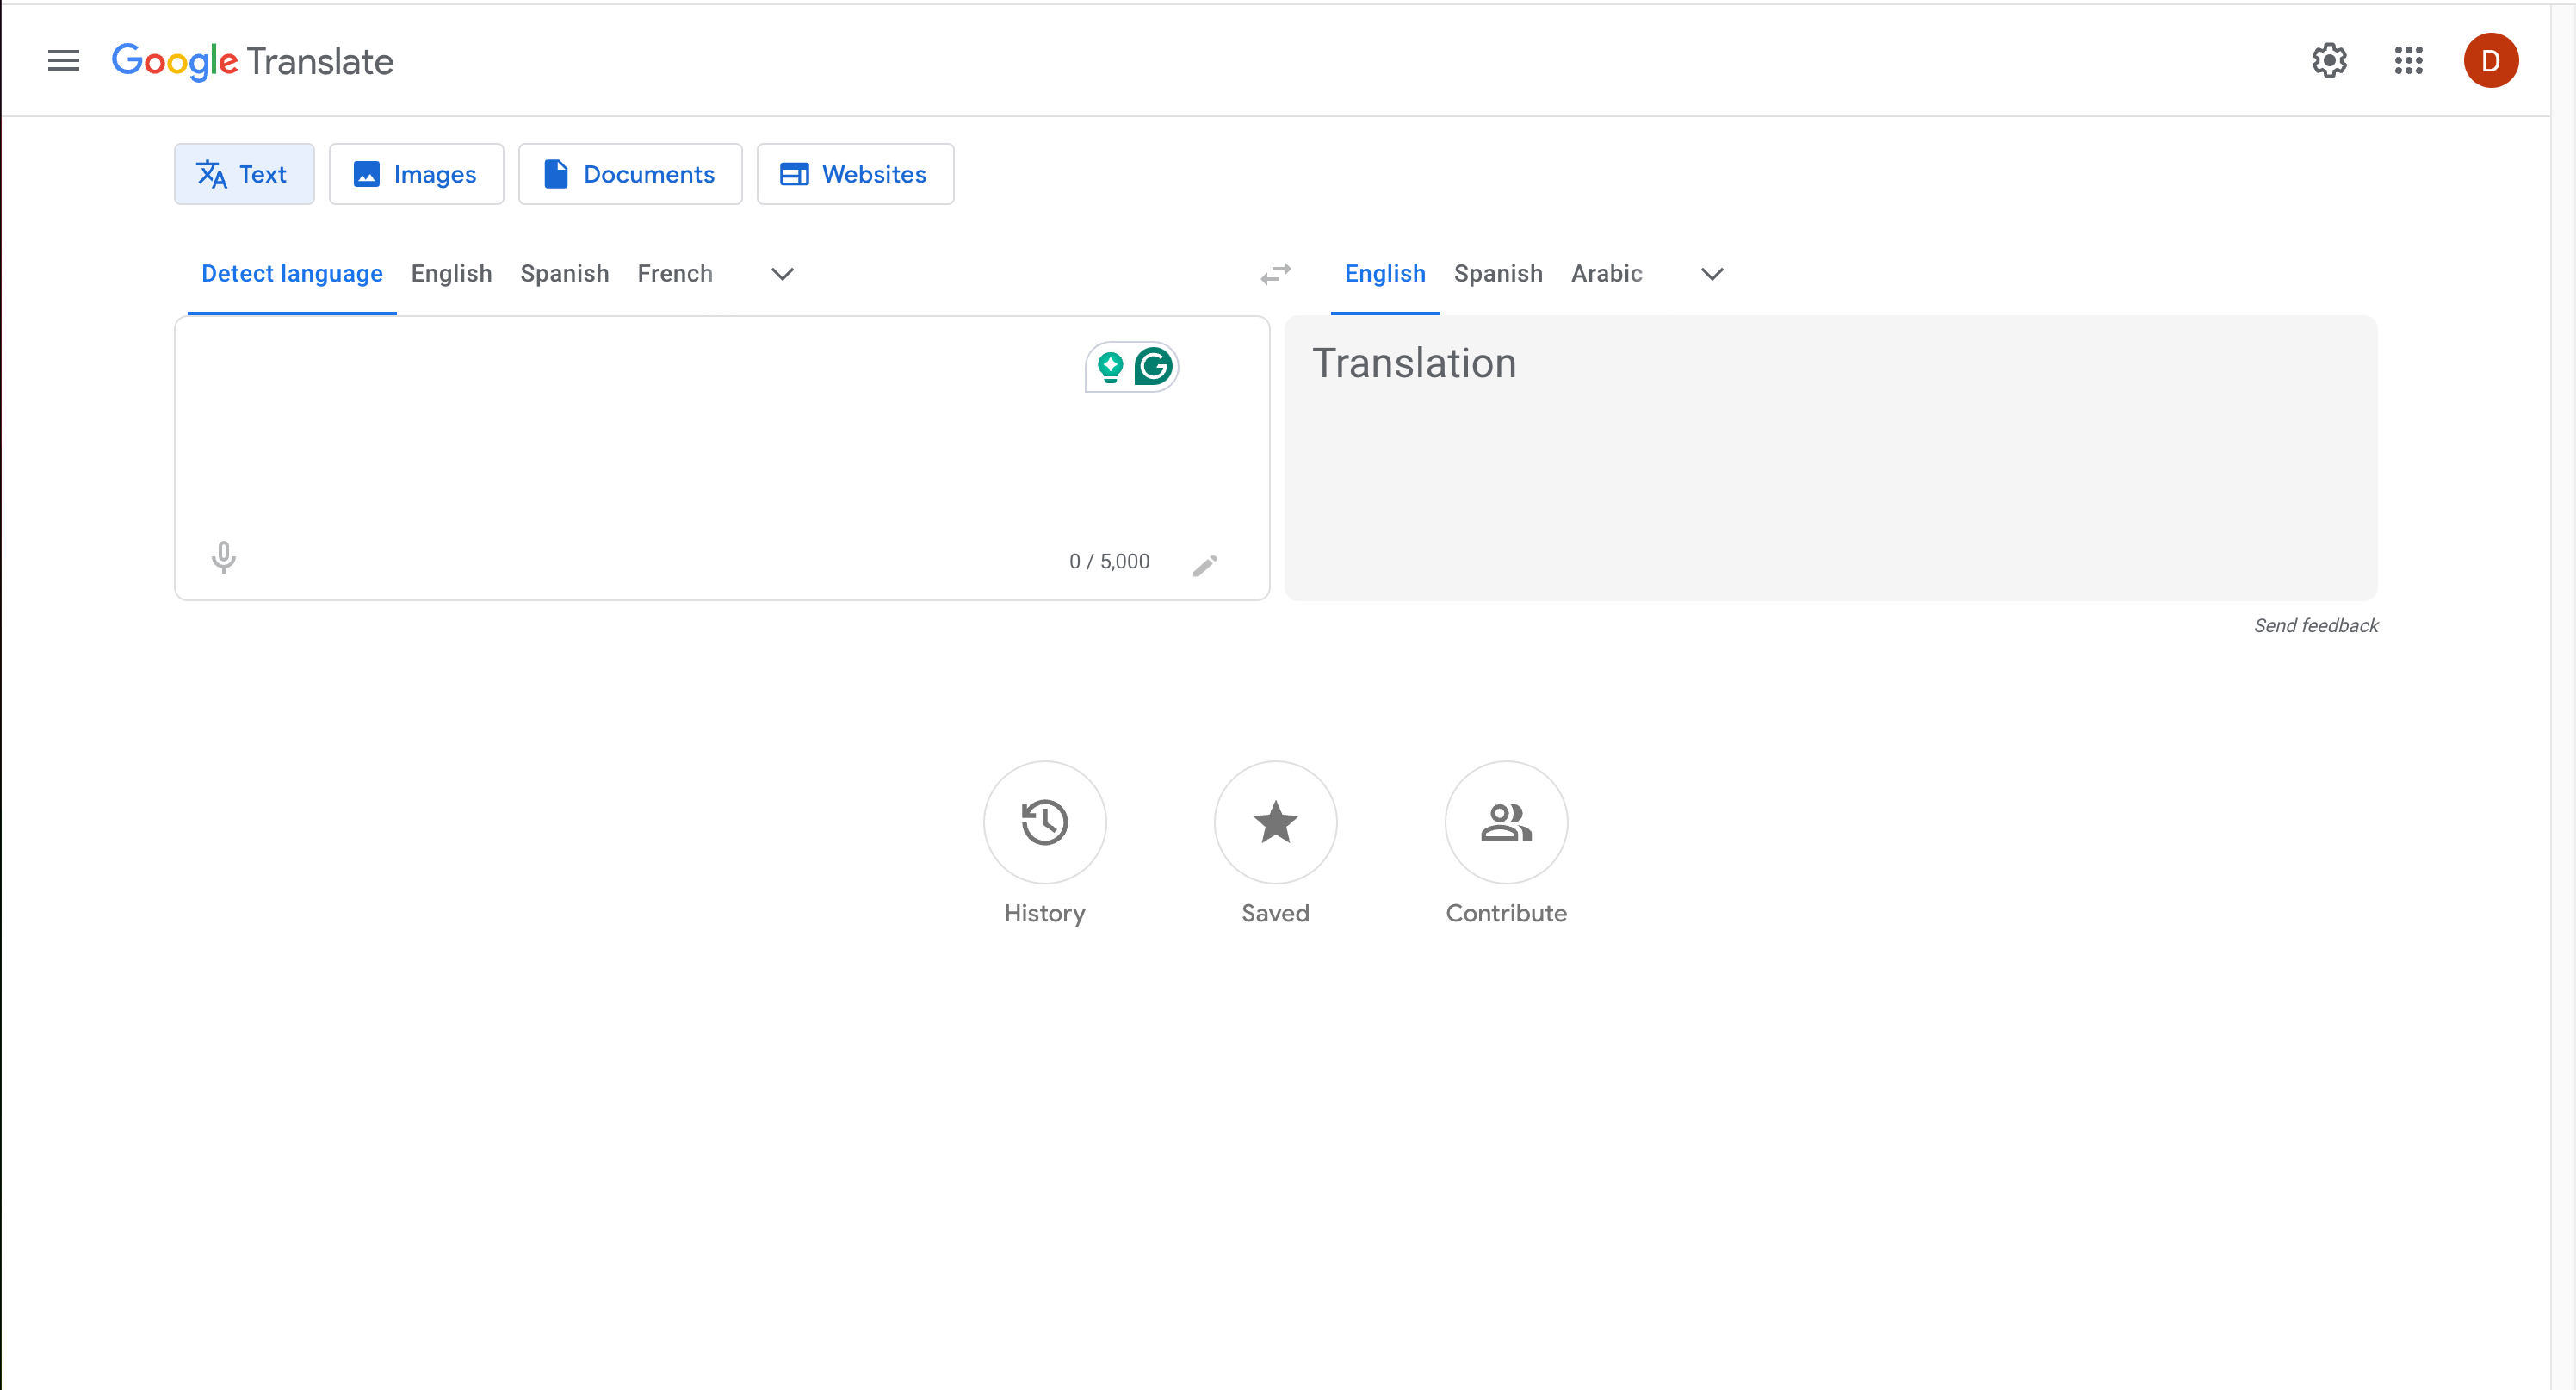 Google Translate
D
Text Images Documents Websites
Detect language English Spanish French
English Spanish Arabic
Translation
0 / 5,000
Send feedback
History Saved Contribute